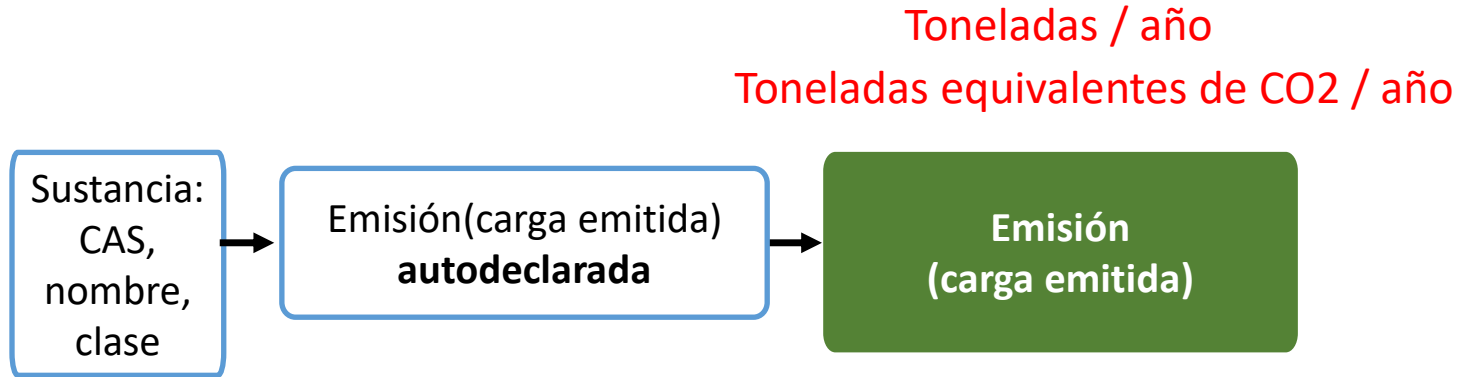 Toneladas / año
Toneladas equivalentes de CO2 / año
Sustancia:
CAS,
nombre,
clase
Emisión(carga emitida)
autodeclarada
Emisión
(carga emitida)